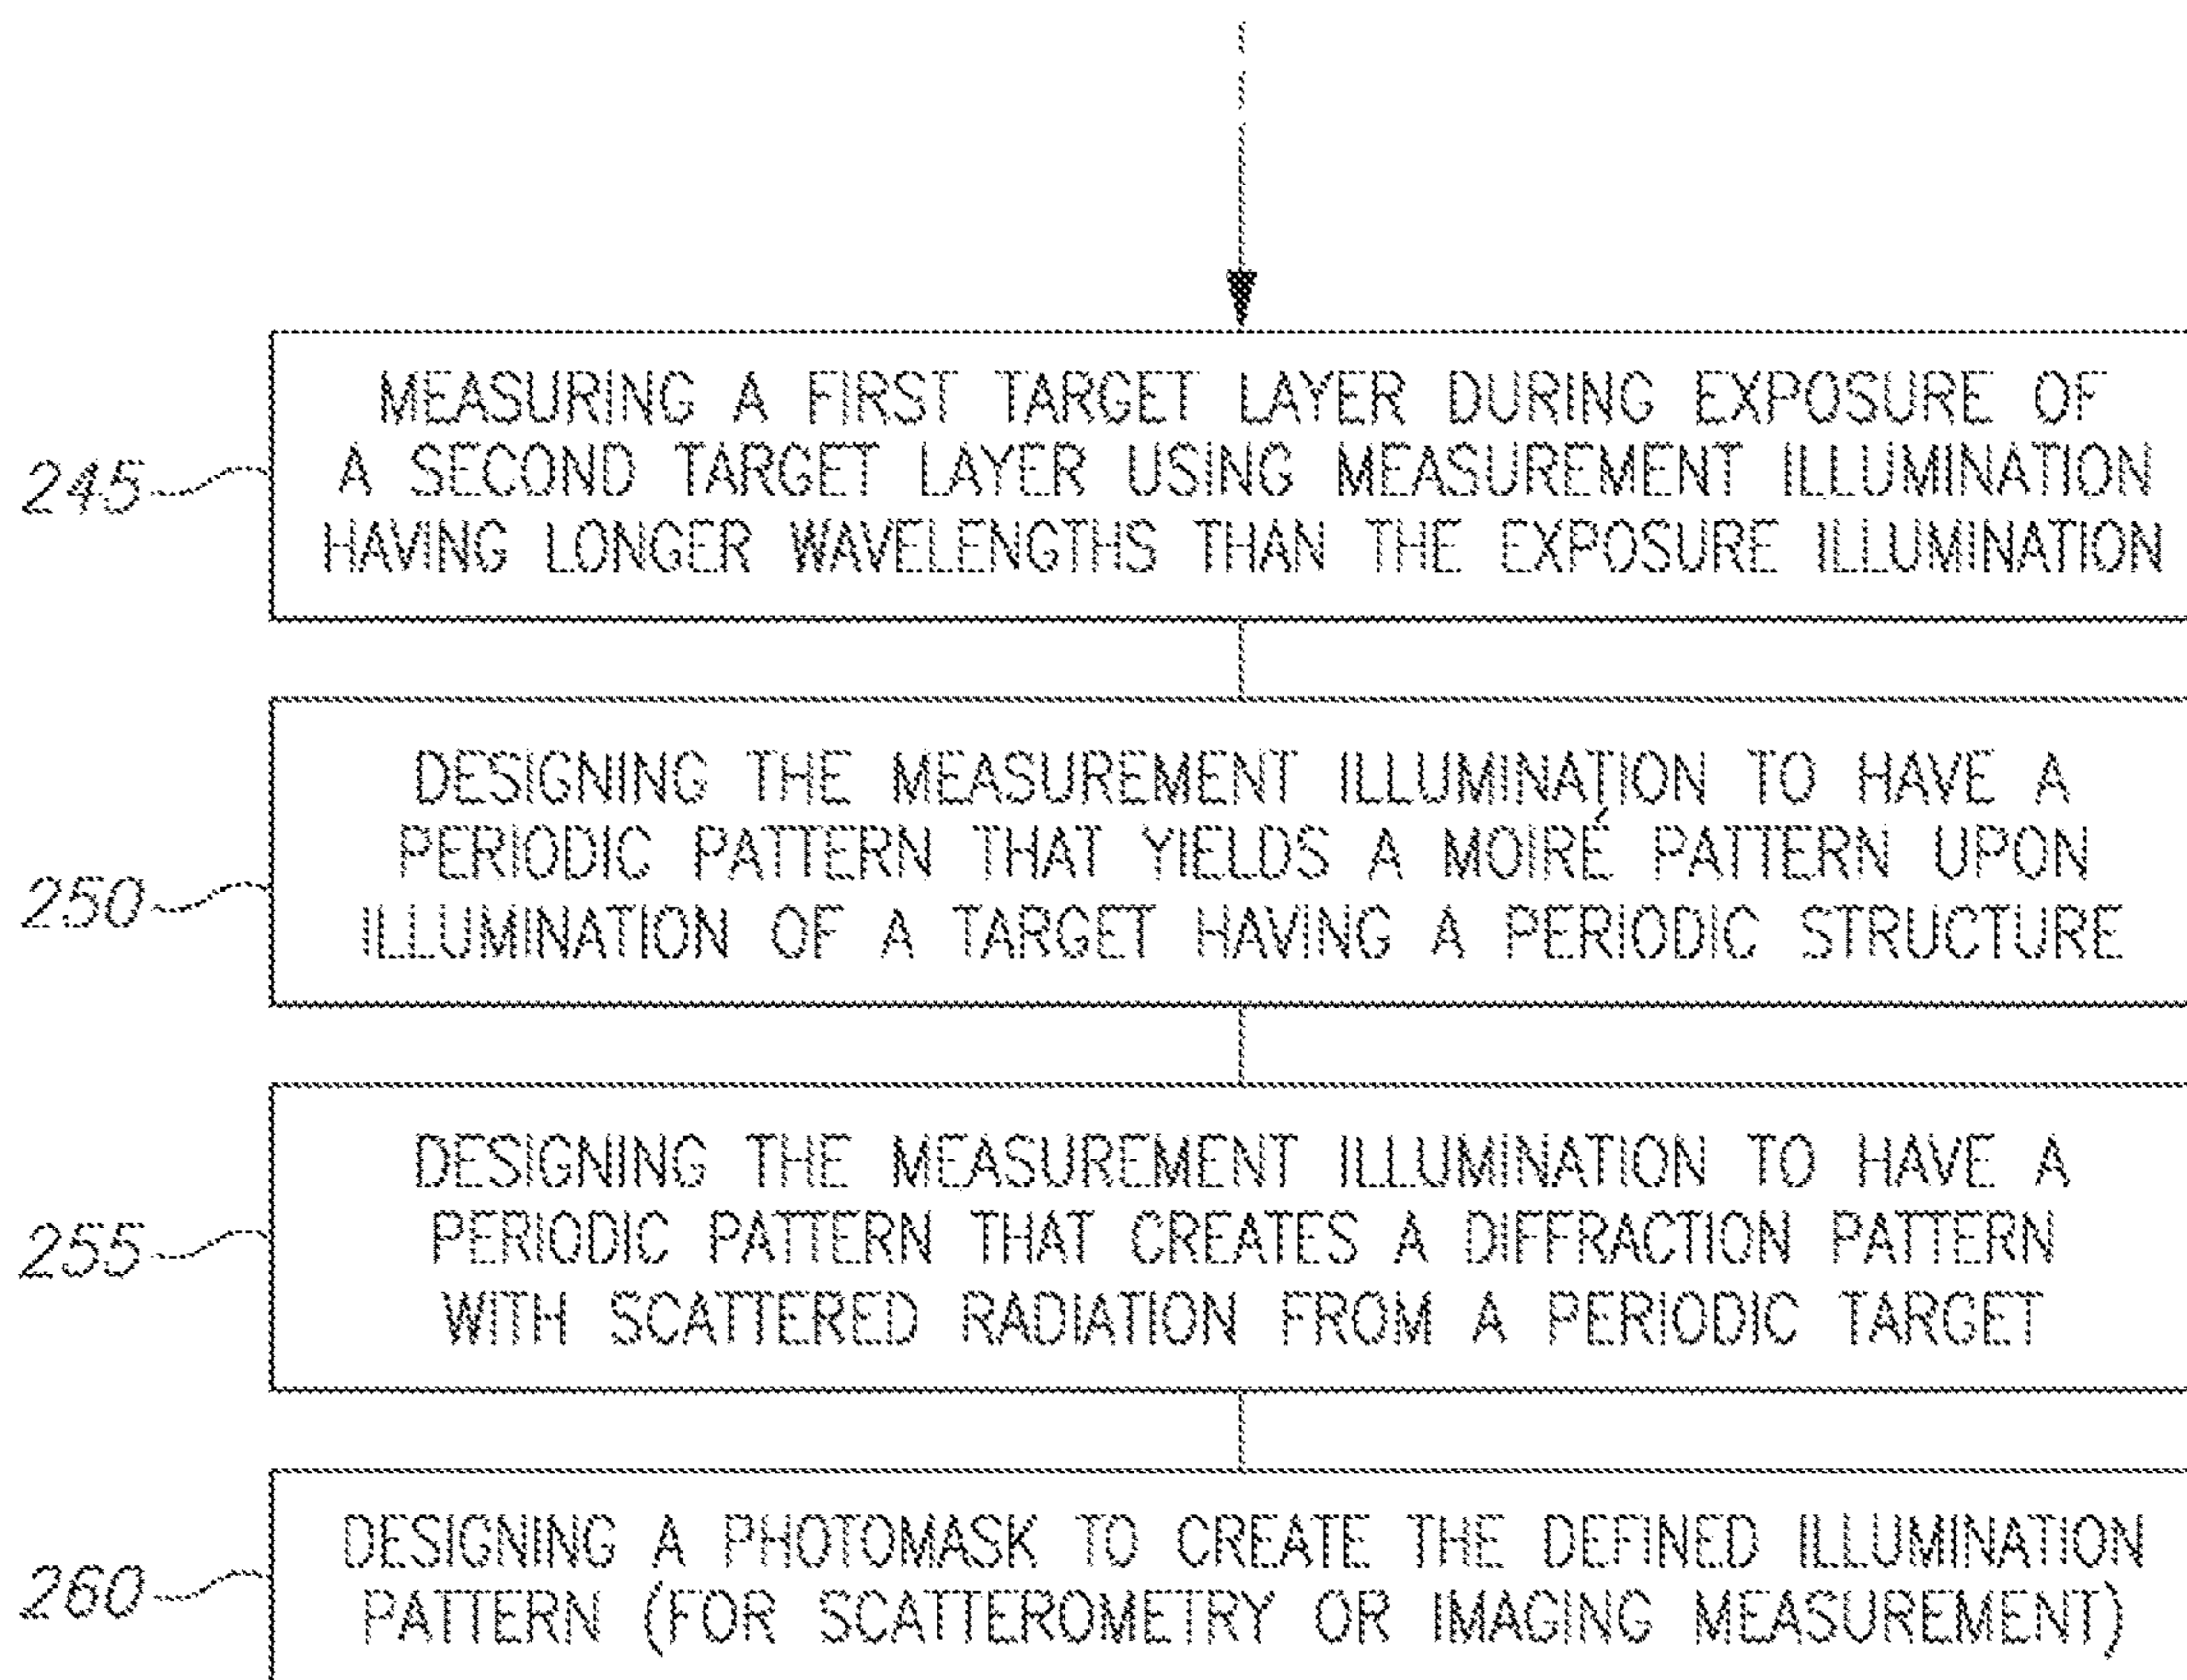 MEASURING A FIRST TARGET LAYER DURING EXPOSURE OF
245 A SECOND TARGET LAYER USING MEASUREMENT ILLUMINATION
HAVING LONGER WAVELENGTHS THAN THE EXPOSURE ILLUMINATION
DESIGNING THE MEASUREMENT ILLUMINATION TO HAVE A
PERIODIC PATTERN THAT YIELDS A MOIRÉ PATTERN UPON
250 ILLUMINATION OF A TARGET HAVING A PERIODIC STRUCTURE
DESIGNING THE MEASUREMENT ILLUMINATION TO HAVE A
255 PERIODIC PATTERN THAT CREATES A DIFFRACTION PATTERN
WITH SCATTERED RADIATION FROM A PERIODIC TARGET
DESIGNING A PHOTOMASK TO CREATE THE DEFINED ILLUMINATION
260 PATTERN (FOR SCATTEROMETRY OR IMAGING MEASUREMENT)